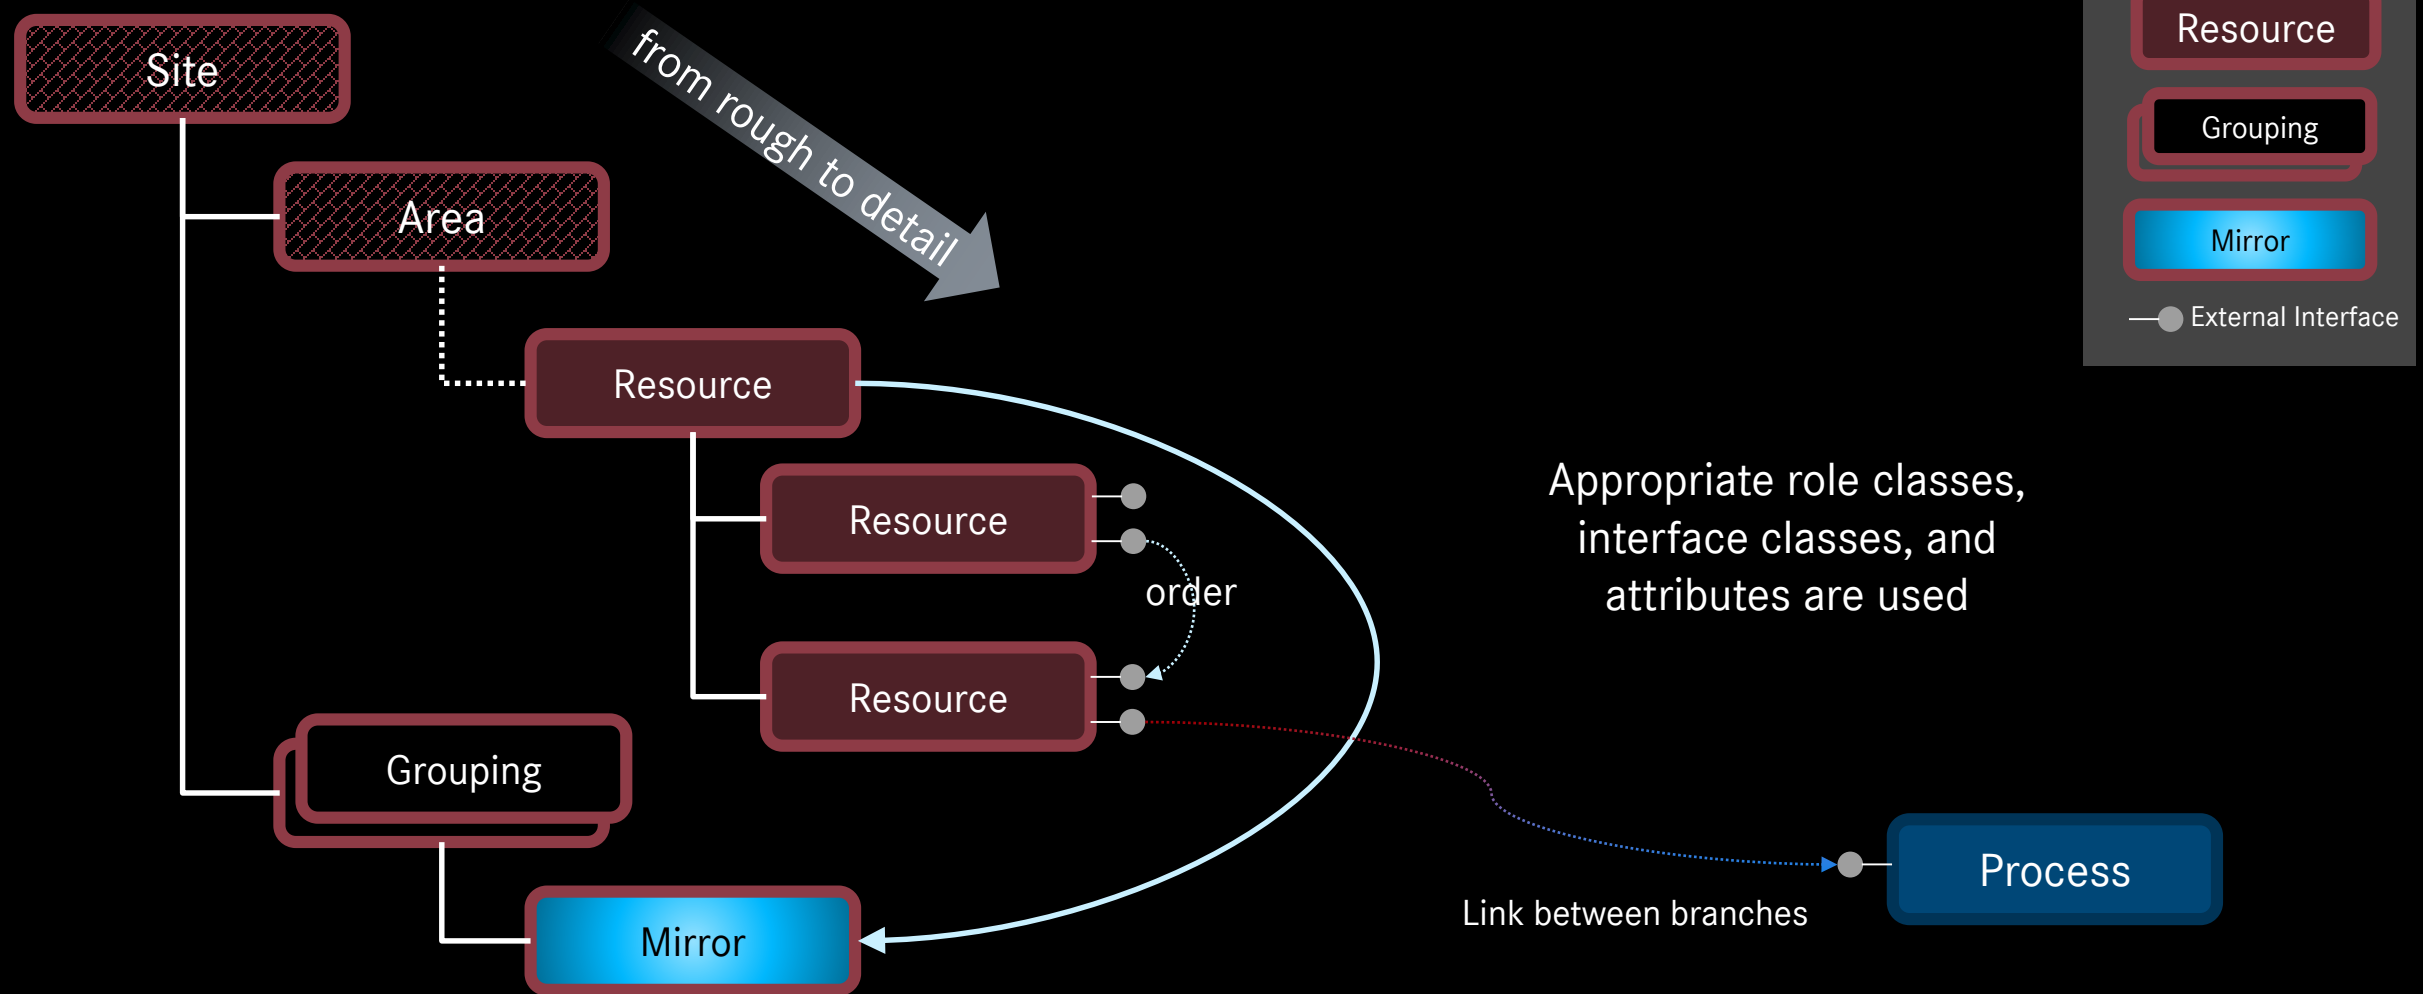 Site
from rough to detail
Area
Resource
Resource
order
Resource
Grouping
Mirror
Appropriate role classes,
interface classes, and
attributes are used
Link between branches
Process
Resource
Grouping
Mirror
External Interface